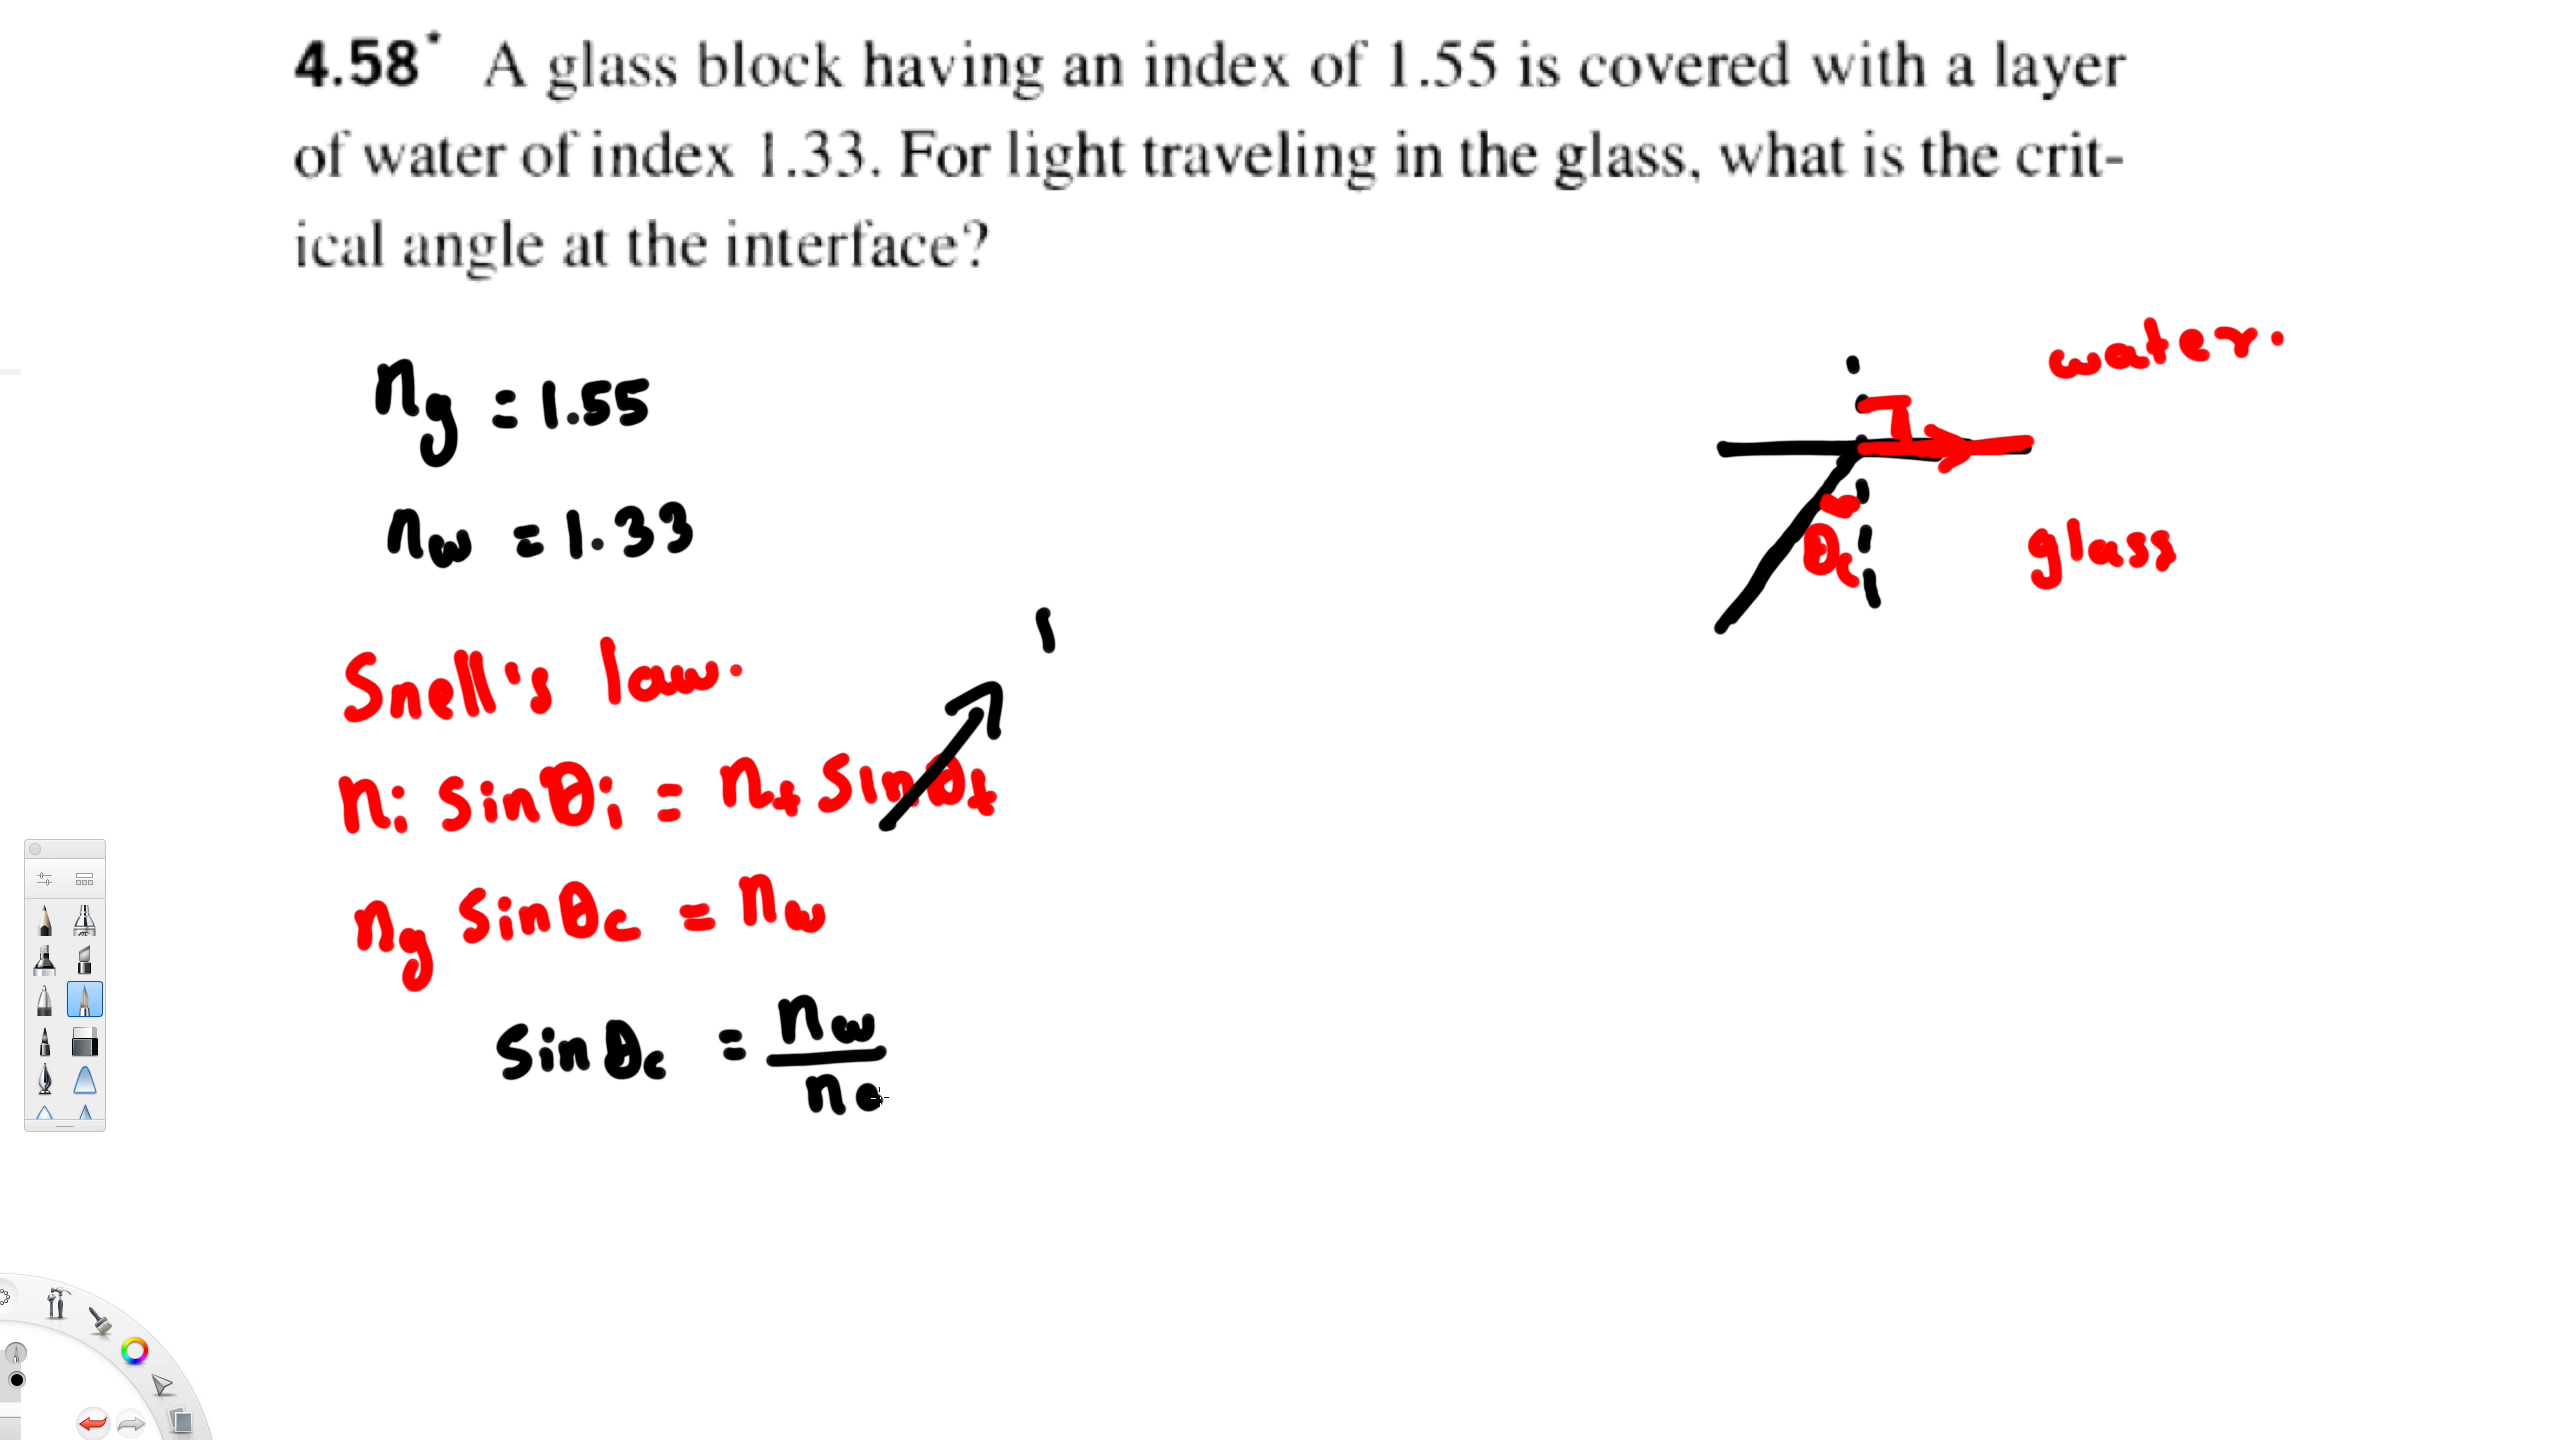 4.58* A glass block having an index of 1.55 is covered with a layer
of water of index 1.33. For light traveling in the glass, what is the crit-
ical angle at the interface?
water.
n_g = 1.55
n_w = 1.33
θ_c
glass
Snell's law.
1
n_i sinθ_i = n_t sinθ_t
n_g sinθ_c = n_w
sinθ_c = n_w / n